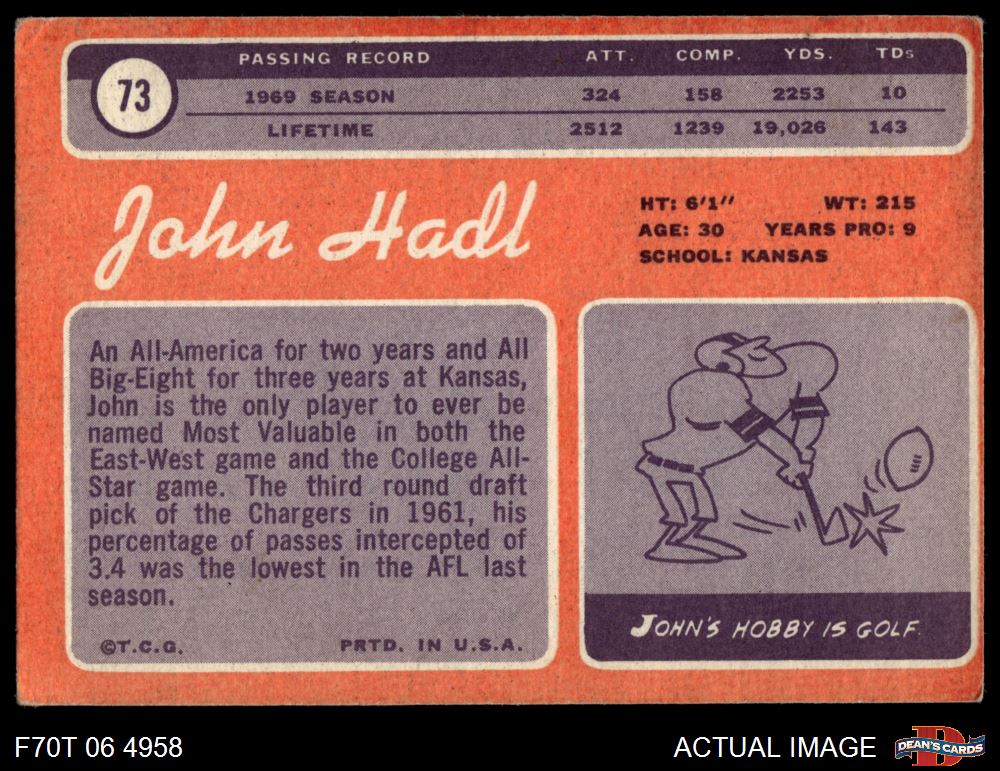 PASSING RECORD ATT. COMP. YDS. TDs
73
1969 SEASON 324 158 2253 10
LIFETIME 2512 1239 19,026 143
John Hadl
HT: 6'1" WT: 215
AGE: 30 YEARS PRO: 9
SCHOOL: KANSAS
An All-America for two years and All
Big-Eight for three years at Kansas,
John is the only player to ever be
named Most Valuable in both the
East-West game and the College All-
Star game. The third round draft
pick of the Chargers in 1961, his
percentage of passes intercepted of
3.4 was the lowest in the AFL last
season.
©T.C.G. PRTD. IN U.S.A.
JOHN'S HOBBY IS GOLF.
F70T 06 4958
ACTUAL IMAGE
D
DEAN'S CARDS